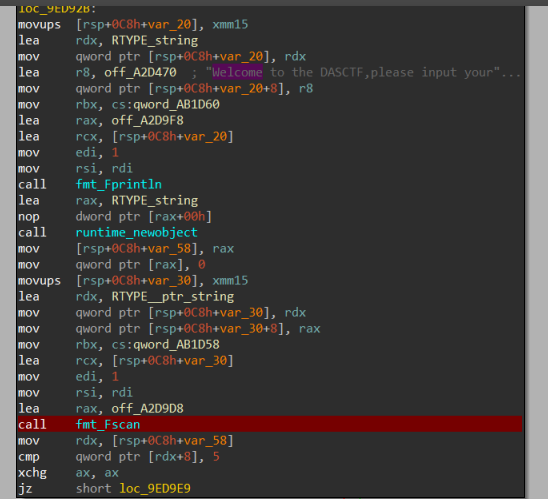 loc_9ED92B:
movups [rsp+0C8h+var_20], xmm15
lea rdx, RTYPE_string
mov qword ptr [rsp+0C8h+var_20], rdx
lea r8, off_A2D470 ; "Welcome to the DASCTF,please input your"...
mov qword ptr [rsp+0C8h+var_20+8], r8
mov rbx, cs:qword_AB1D60
lea rax, off_A2D9F8
lea rcx, [rsp+0C8h+var_20]
mov edi, 1
mov rsi, rdi
call fmt_Fprintln
lea rax, RTYPE_string
nop dword ptr [rax+00h]
call runtime_newobject
mov [rsp+0C8h+var_58], rax
mov qword ptr [rax], 0
movups [rsp+0C8h+var_30], xmm15
lea rdx, RTYPE__ptr_string
mov qword ptr [rsp+0C8h+var_30], rdx
mov qword ptr [rsp+0C8h+var_30+8], rax
mov rbx, cs:qword_AB1D58
lea rcx, [rsp+0C8h+var_30]
mov edi, 1
mov rsi, rdi
lea rax, off_A2D9D8
call fmt_Fscan
mov rdx, [rsp+0C8h+var_58]
cmp qword ptr [rdx+8], 5
xchg ax, ax
jz short loc_9ED9E9